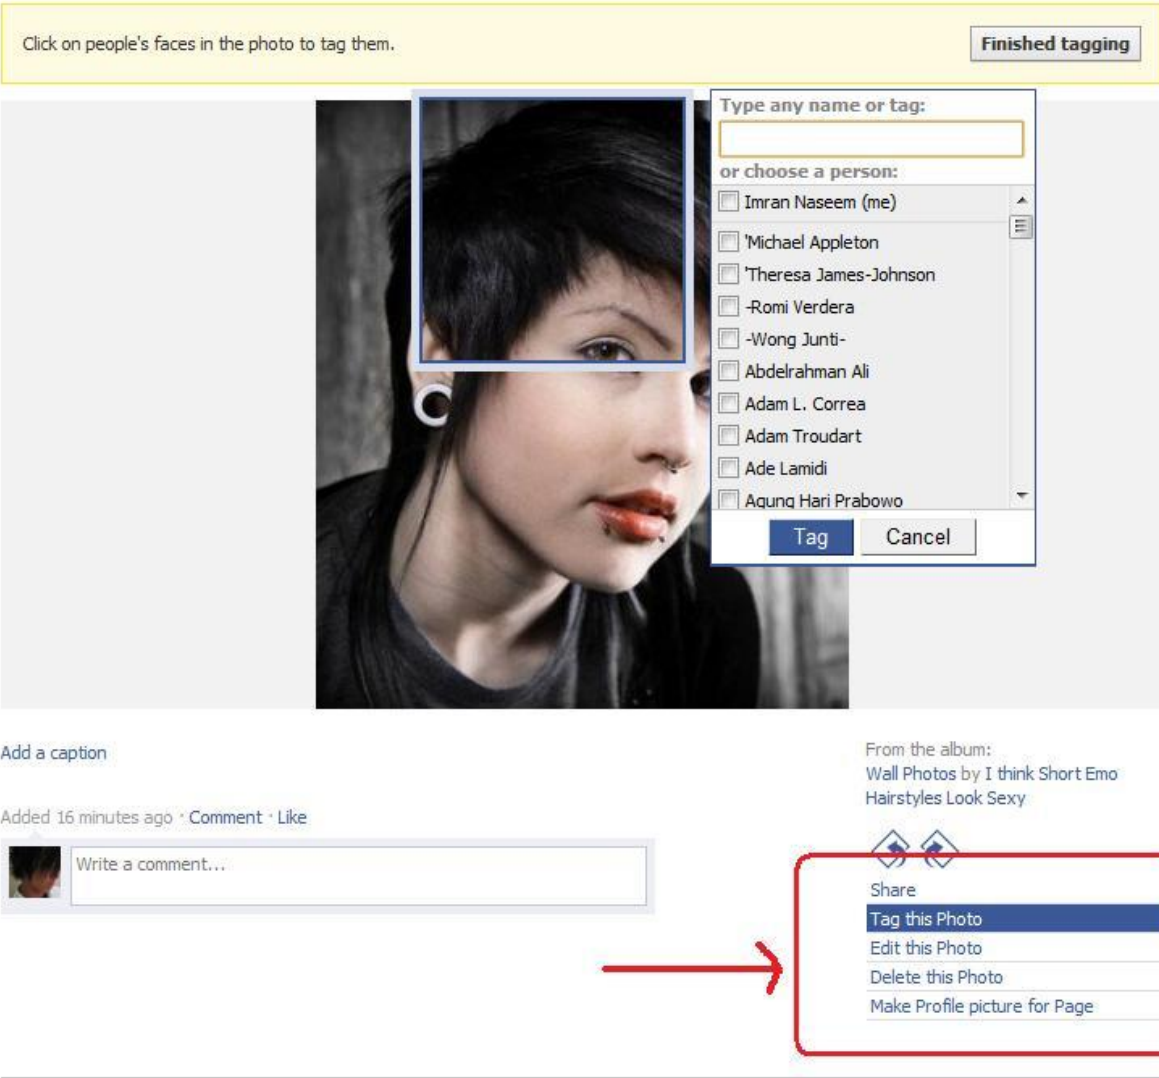 Click on people's faces in the photo to tag them.
Finished tagging
Type any name or tag:
or choose a person:
Imran Naseem (me)
'Michael Appleton
'Theresa James-Johnson
-Romi Verdera
-Wong Junti-
Abdelrahman Ali
Adam L. Correa
Adam Troudart
Ade Lamidi
Agung Hari Prabowo
Tag
Cancel
Add a caption
Added 16 minutes ago · Comment · Like
Write a comment...
From the album:
Wall Photos by I think Short Emo
Hairstyles Look Sexy
Share
Tag this Photo
Edit this Photo
Delete this Photo
Make Profile picture for Page